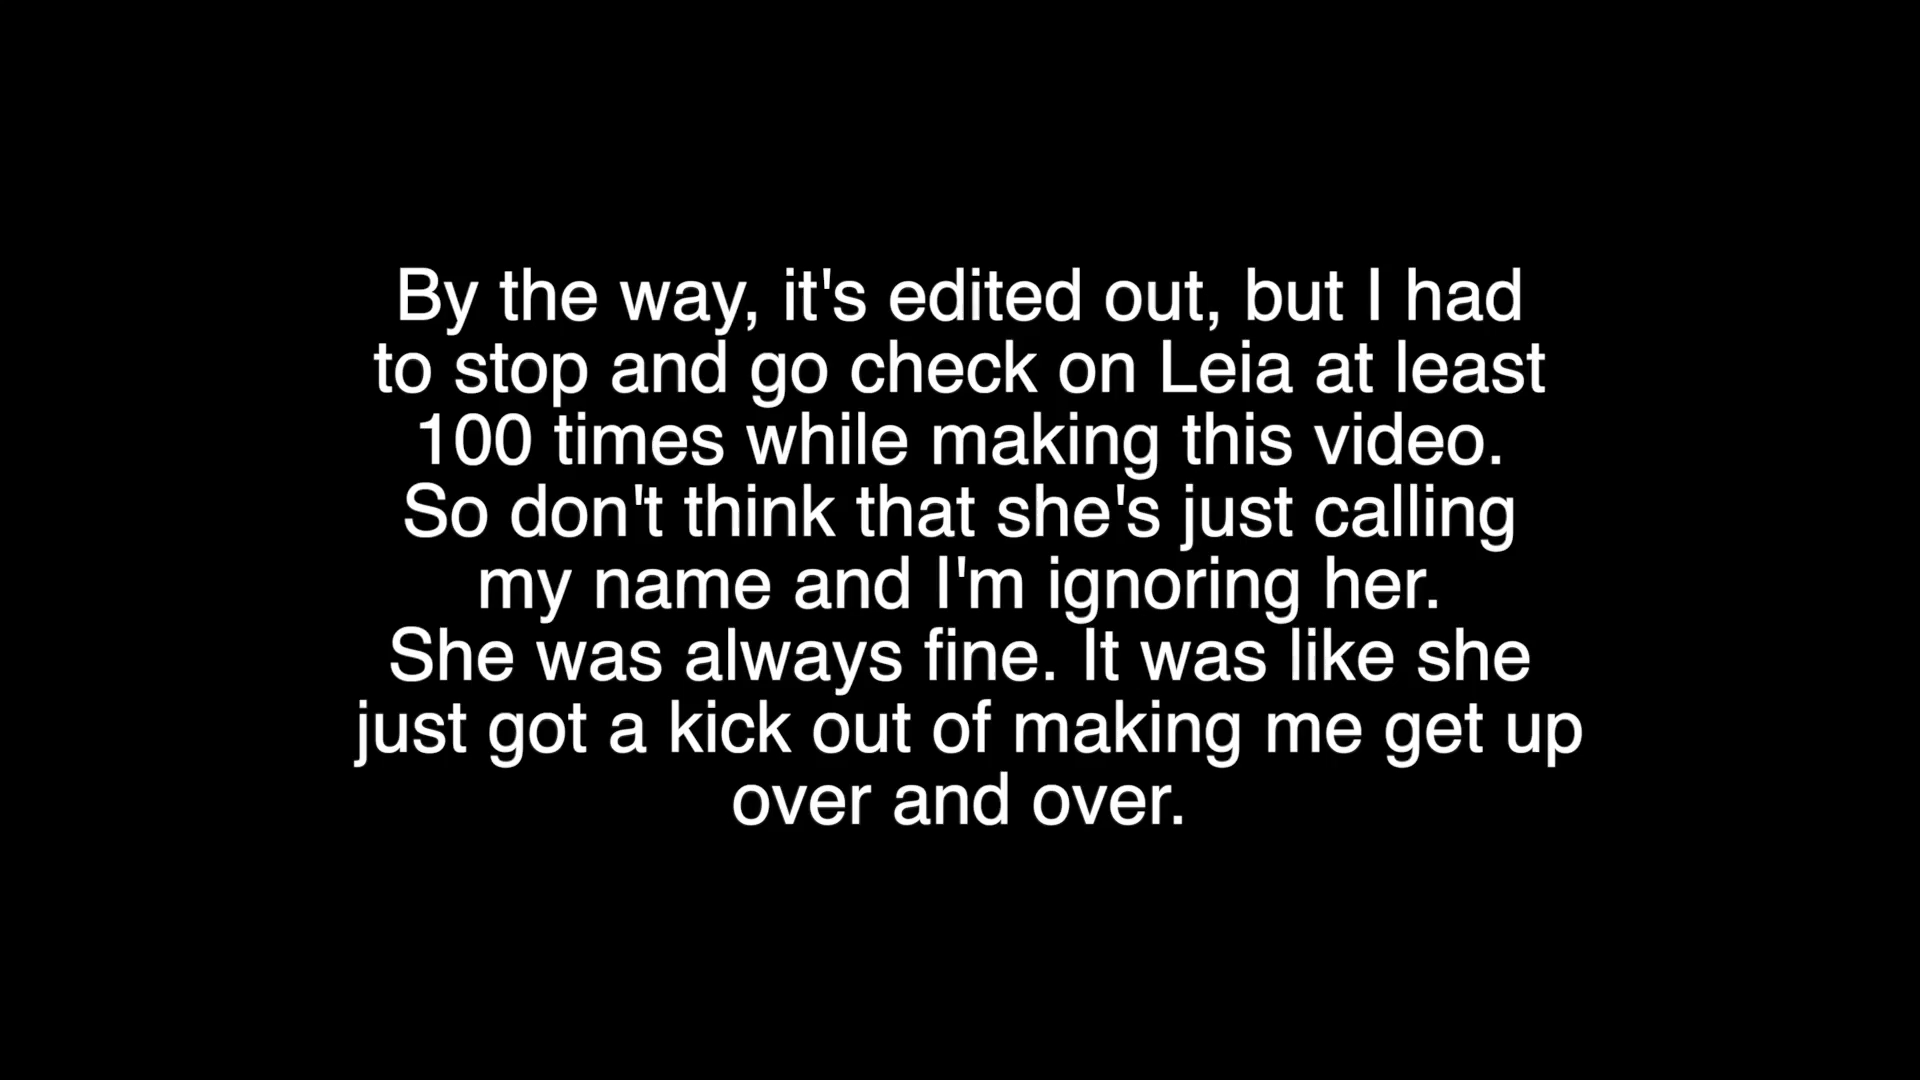 By the way, it's edited out, but I had
to stop and go check on Leia at least
100 times while making this video.
So don't think that she's just calling
my name and I'm ignoring her.
She was always fine. It was like she
just got a kick out of making me get up
over and over.